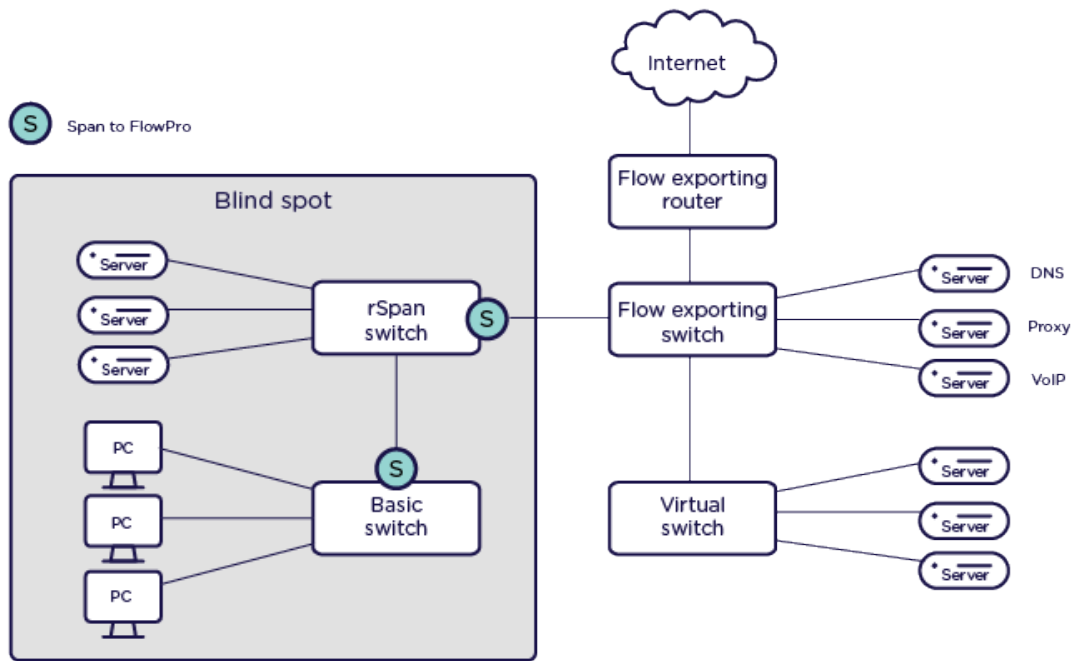 Internet
S
Span to FlowPro
Flow exporting
router
Blind spot
Server
Server
Server
rSpan
switch
S
Flow exporting
switch
Server
DNS
Server
Proxy
Server
VoIP
PC
PC
PC
S
Basic
switch
Virtual
switch
Server
Server
Server